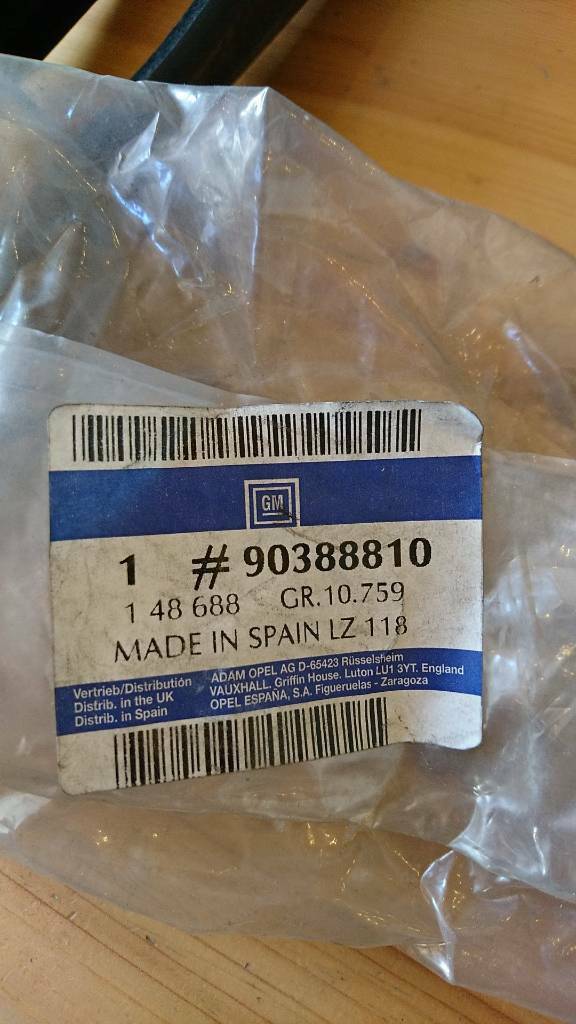 GM
1 # 90388810
1 48 688 GR.10.759
MADE IN SPAIN LZ 118
Vertrieb/Distribution ADAM OPEL AG D-65423 Rüsselsheim
Distrib. in the UK VAUXHALL, Griffin House. Luton LU1 3YT. England
Distrib. in Spain OPEL ESPAÑA, S.A. Figueruelas - Zaragoza